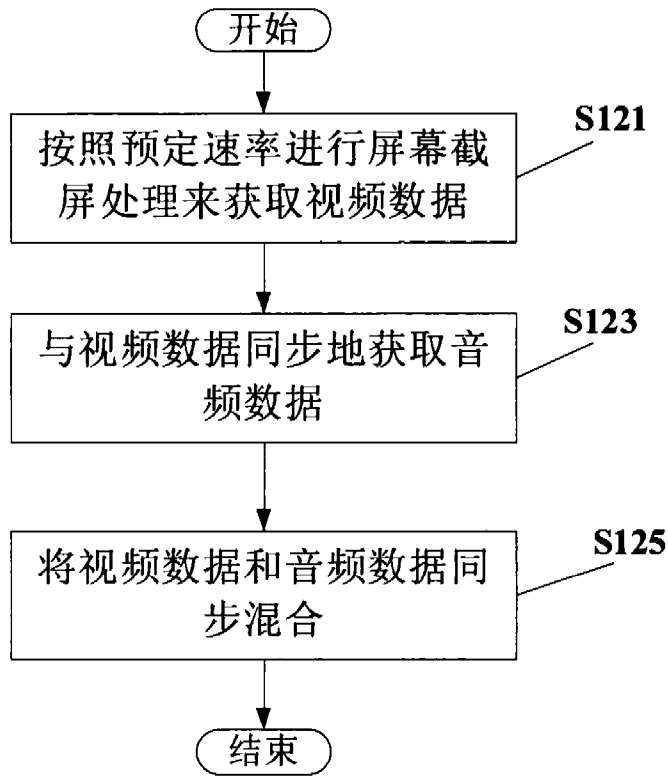 开始
S121
按照预定速率进行屏幕截
屏处理来获取视频数据
S123
与视频数据同步地获取音
频数据
S125
将视频数据和音频数据同
步混合
结束